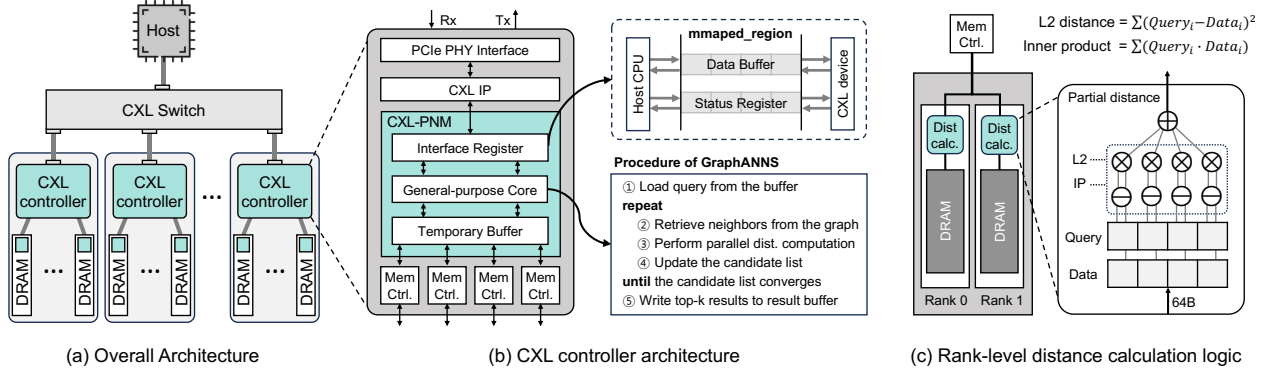 Host
CXL Switch
CXL
controller
CXL
controller
...
CXL
controller
DRAM
...
DRAM
DRAM
...
DRAM
DRAM
...
DRAM
(a) Overall Architecture
Rx
Tx
PCIe PHY Interface
CXL IP
CXL-PNM
Interface Register
General-purpose Core
Temporary Buffer
Mem
Ctrl.
Mem
Ctrl.
Mem
Ctrl.
Mem
Ctrl.
mmaped_region
Host CPU
Data Buffer
Status Register
CXL device
Procedure of GraphANNS
① Load query from the buffer
repeat
② Retrieve neighbors from the graph
③ Perform parallel dist. computation
④ Update the candidate list
until the candidate list converges
⑤ Write top-k results to result buffer
(b) CXL controller architecture
L2 distance = ∑(Query_i−Data_i)²
Inner product = ∑(Query_i · Data_i)
Mem
Ctrl.
Dist
calc.
Dist
calc.
DRAM
DRAM
Rank 0
Rank 1
Partial distance
L2
IP
Query
Data
64B
(c) Rank-level distance calculation logic